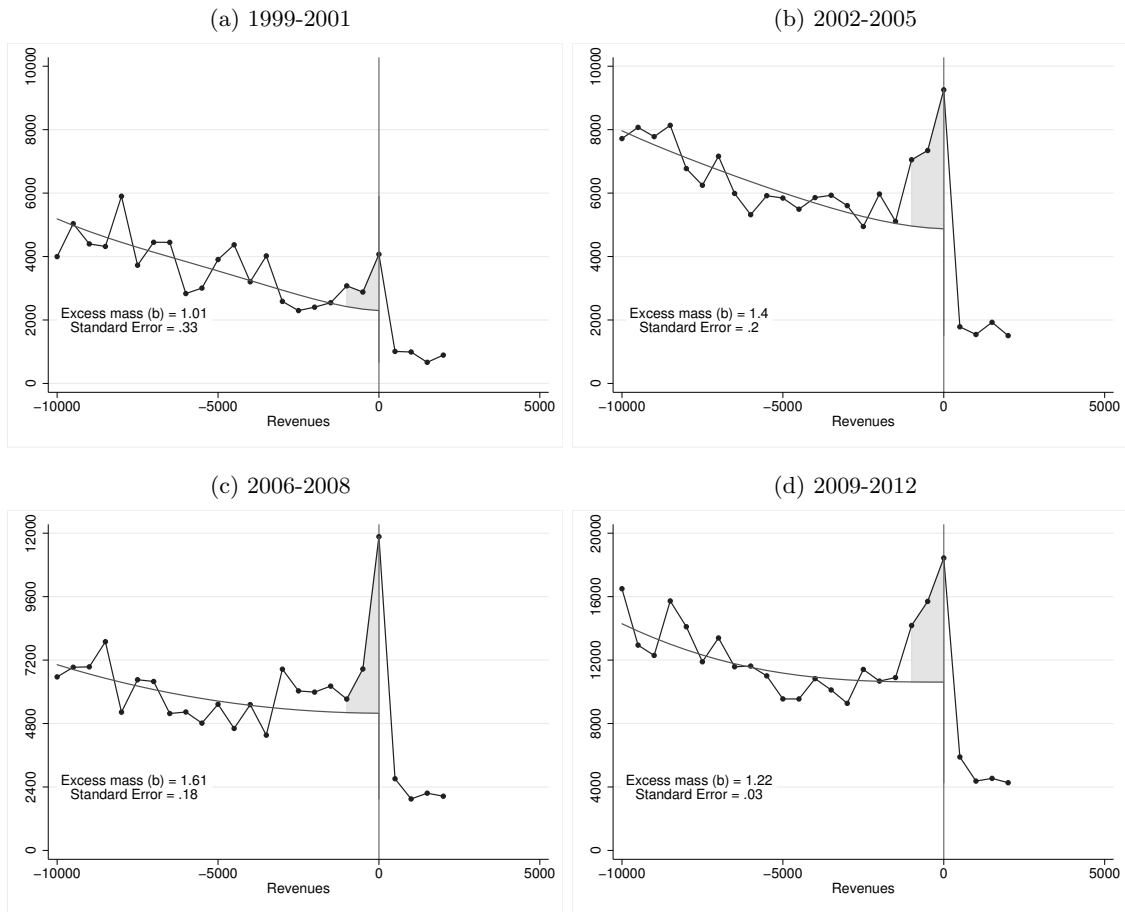 (a) 1999-2001
10000
8000
6000
4000
2000
0
Excess mass (b) = 1.01
Standard Error = .33
−10000 −5000 0 5000
Revenues
(b) 2002-2005
10000
8000
6000
4000
2000
0
Excess mass (b) = 1.4
Standard Error = .2
−10000 −5000 0 5000
Revenues
(c) 2006-2008
12000
9600
7200
4800
2400
0
Excess mass (b) = 1.61
Standard Error = .18
−10000 −5000 0 5000
Revenues
(d) 2009-2012
20000
16000
12000
8000
4000
0
Excess mass (b) = 1.22
Standard Error = .03
−10000 −5000 0 5000
Revenues